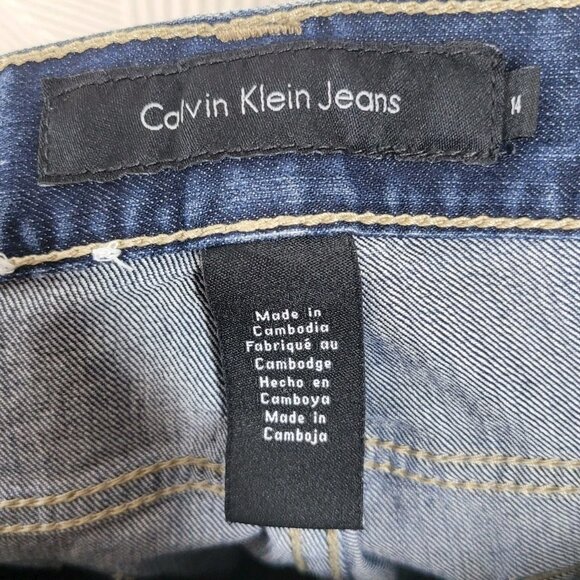 Calvin Klein Jeans
14
Made in
Cambodia
Fabriqué au
Cambodge
Hecho en
Camboya
Made in
Camboja